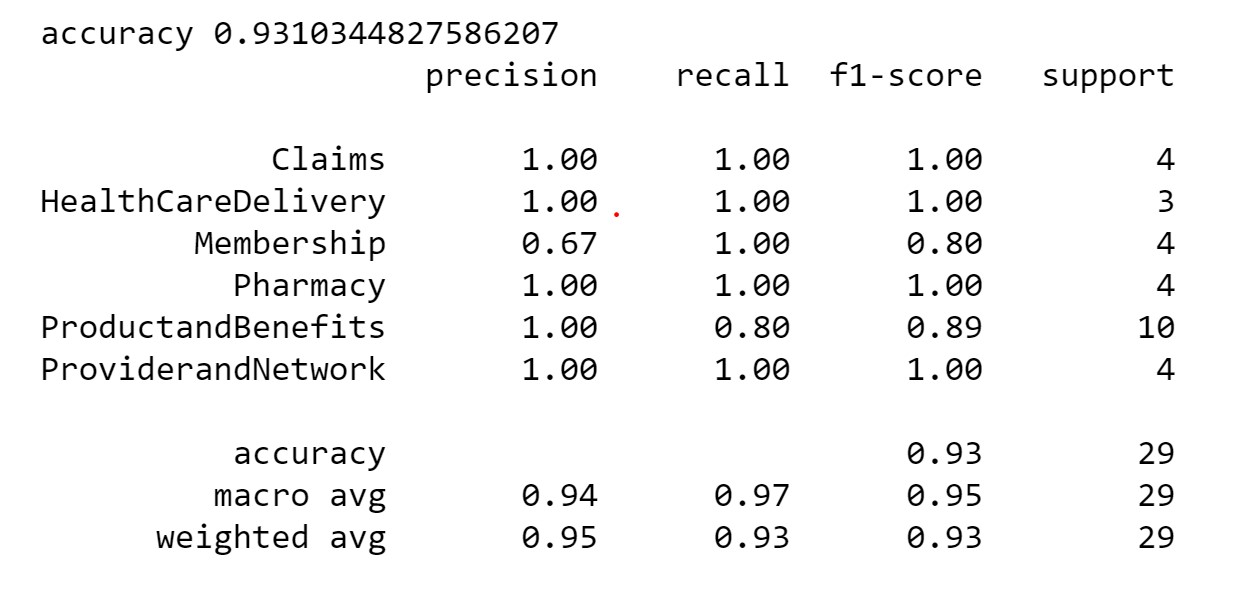 accuracy 0.9310344827586207
precision recall f1-score support
Claims 1.00 1.00 1.00 4
HealthCareDelivery 1.00 1.00 1.00 3
Membership 0.67 1.00 0.80 4
Pharmacy 1.00 1.00 1.00 4
ProductandBenefits 1.00 0.80 0.89 10
ProviderandNetwork 1.00 1.00 1.00 4
accuracy 0.93 29
macro avg 0.94 0.97 0.95 29
weighted avg 0.95 0.93 0.93 29